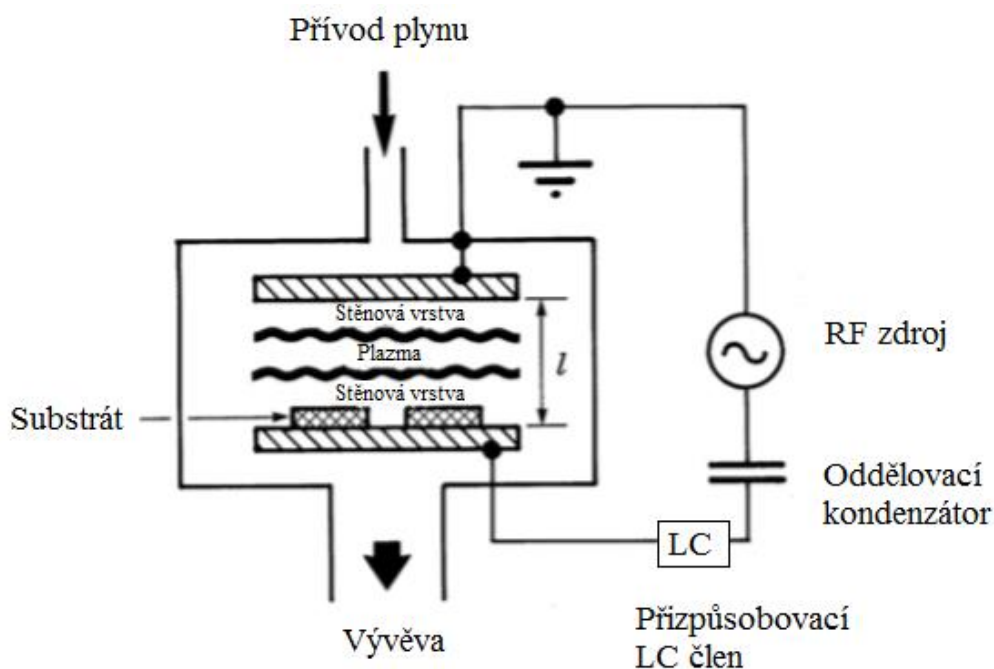 Přívod plynu
Stěnová vrstva
Plazma
l
Stěnová vrstva
Substrát
RF zdroj
Oddělovací
kondenzátor
LC
Přizpůsobovací
LC člen
Vývěva